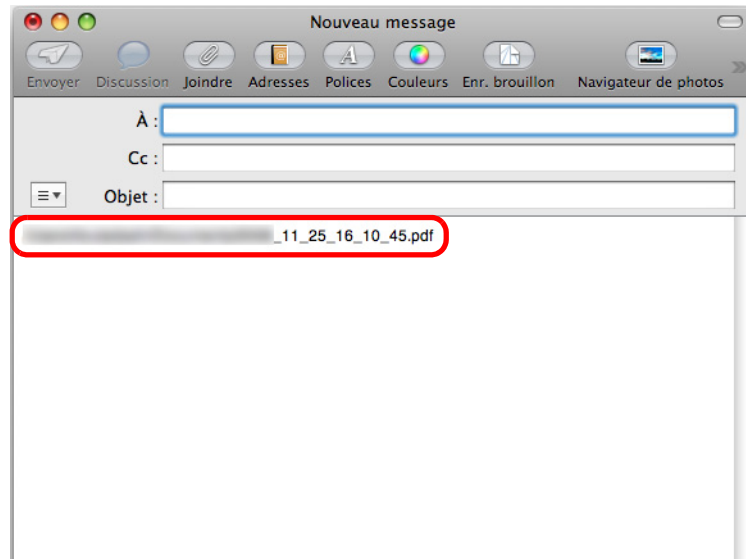 Nouveau message
Envoyer Discussion Joindre Adresses Polices Couleurs Enr. brouillon Navigateur de photos
À :
Cc :
Objet :
_11_25_16_10_45.pdf